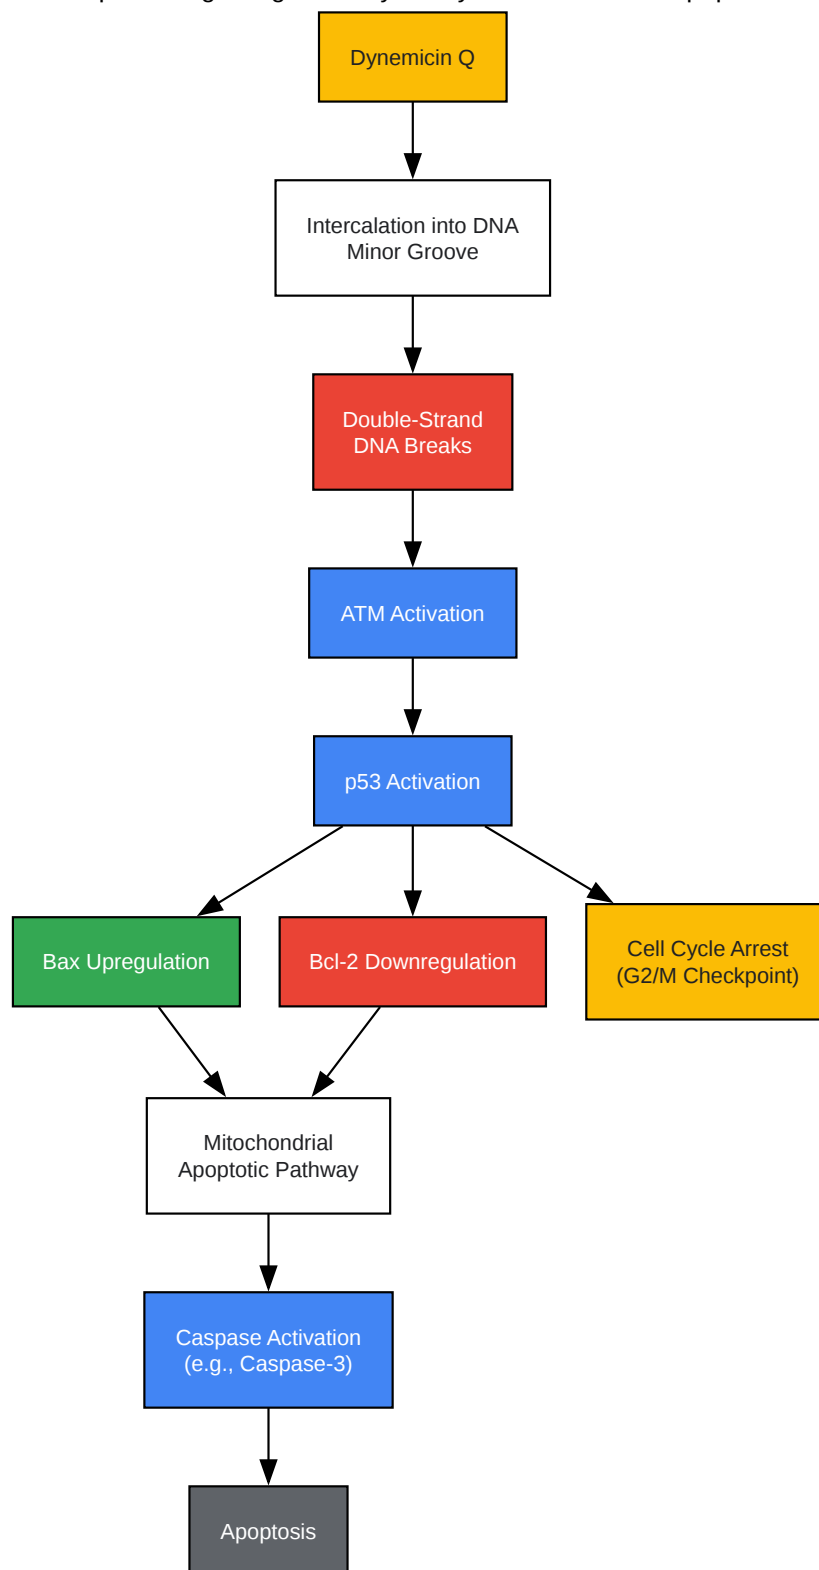 Dynemicin Q
Intercalation into DNA
Minor Groove
Double-Strand
DNA Breaks
ATM Activation
p53 Activation
Bax Upregulation
Bcl-2 Downregulation
Cell Cycle Arrest
(G2/M Checkpoint)
Mitochondrial
Apoptotic Pathway
Caspase Activation
(e.g., Caspase-3)
Apoptosis